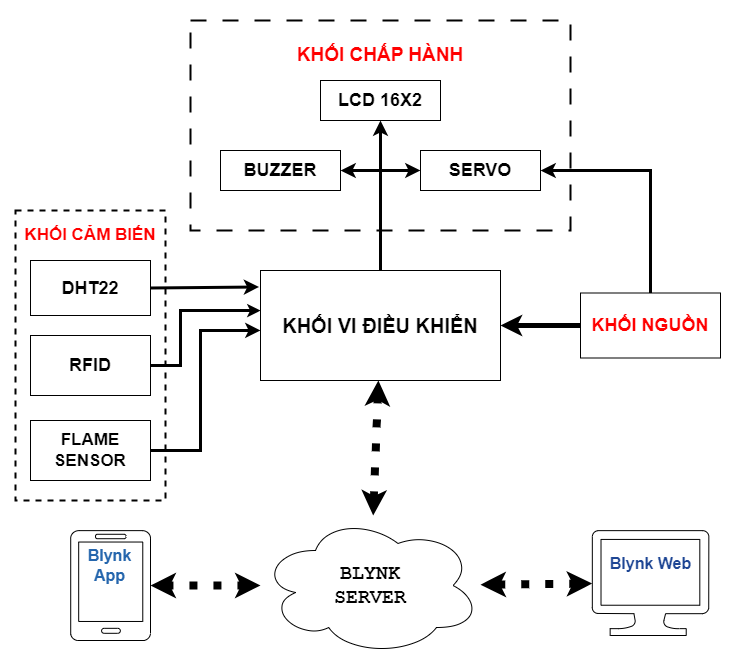 KHỐI CHẤP HÀNH
LCD 16X2
BUZZER
SERVO
KHỐI CẢM BIẾN
DHT22
RFID
FLAME
SENSOR
KHỐI VI ĐIỀU KHIỂN
KHỐI NGUỒN
Blynk
App
BLYNK
SERVER
Blynk Web